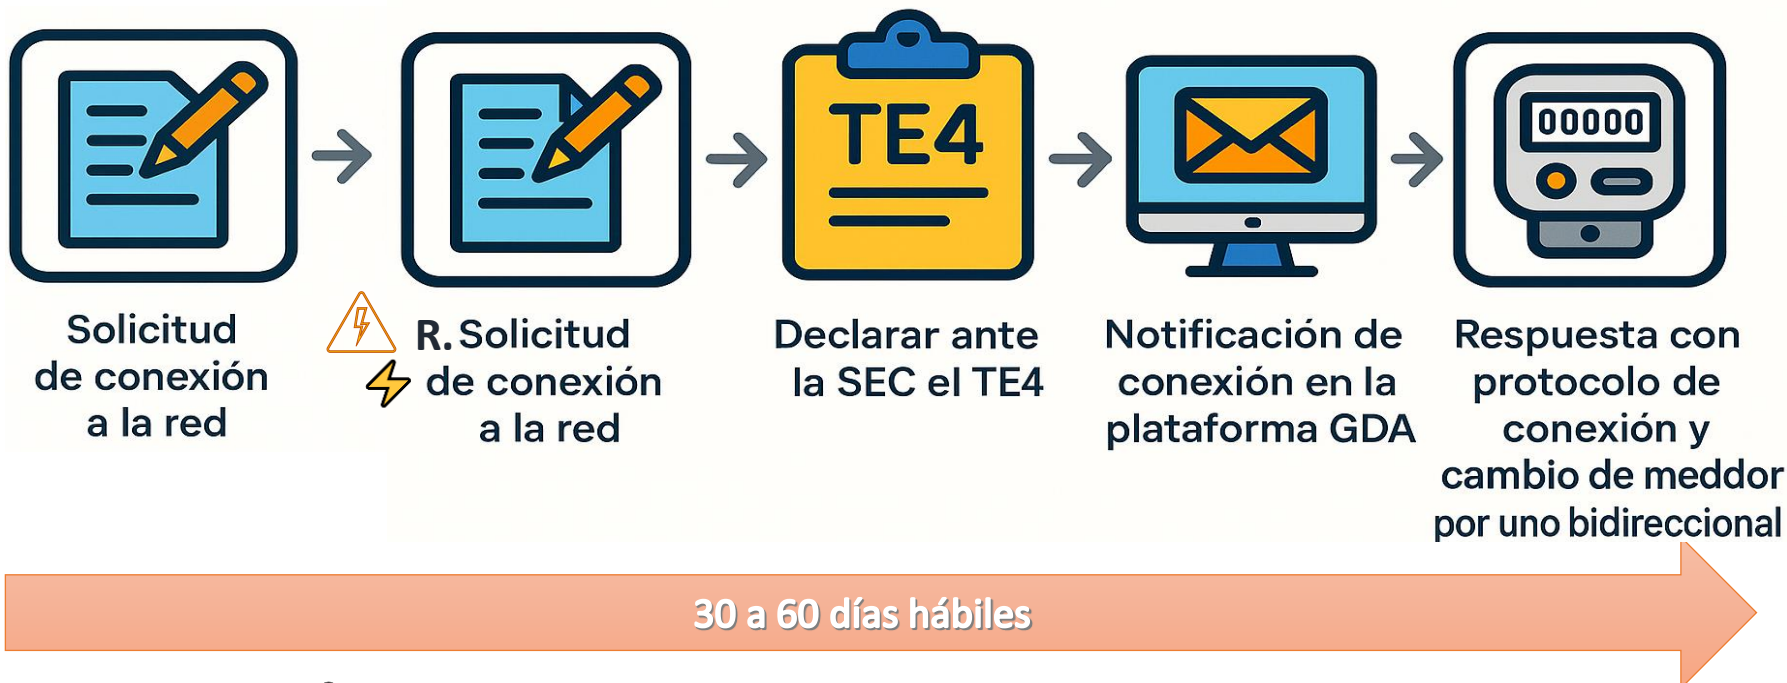 Solicitud
de conexión
a la red
R. Solicitud
de conexión
a la red
TE4
Declarar ante
la SEC el TE4
Notificación de
conexión en la
plataforma GDA
00000
Respuesta con
protocolo de
conexión y
cambio de meddor
por uno bidireccional
30 a 60 días hábiles